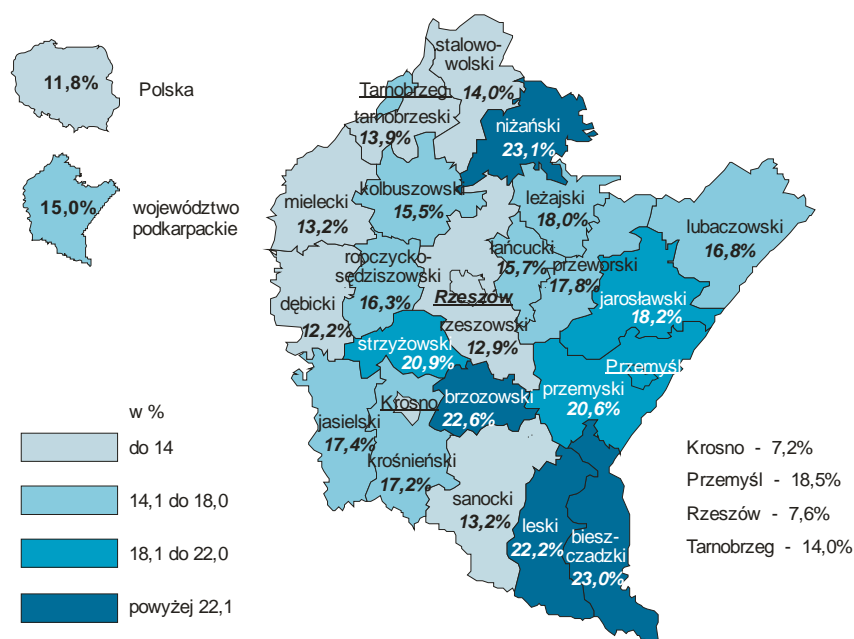 11,8%
Polska
15,0%
województwo
podkarpackie
stalowo-
wolski
14,0%
Tarnobrzeg
tarnobrzeski
13,9%
niżański
23,1%
mielecki
13,2%
kolbuszowski
15,5%
leżajski
18,0%
lubaczowski
16,8%
ropczycko-
sędziszowski
16,3%
łańcucki
15,7%
przeworski
17,8%
jarosławski
18,2%
dębicki
12,2%
Rzeszów
rzeszowski
12,9%
strzyżowski
20,9%
Przemyśl
przemyski
20,6%
Krosno
brzozowski
22,6%
jasielski
17,4%
krośnieński
17,2%
sanocki
13,2%
leski
22,2%
biesz-
czadzki
23,0%
w %
do 14
14,1 do 18,0
18,1 do 22,0
powyżej 22,1
Krosno - 7,2%
Przemyśl - 18,5%
Rzeszów - 7,6%
Tarnobrzeg - 14,0%